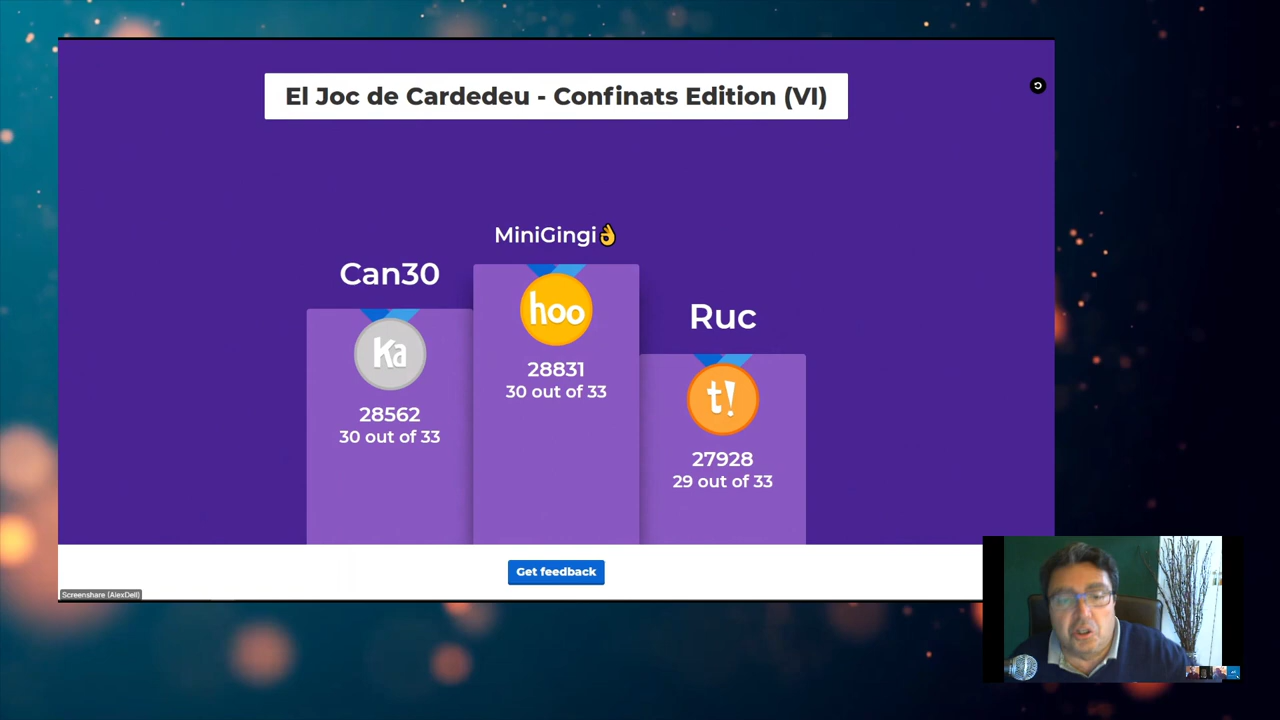 El Joc de Cardedeu - Confinats Edition (VI)
MiniGingi👌
Can30
Ruc
hoo
Ka
t!
28831
30 out of 33
28562
30 out of 33
27928
29 out of 33
Get feedback
Screenshare (AlexDell)